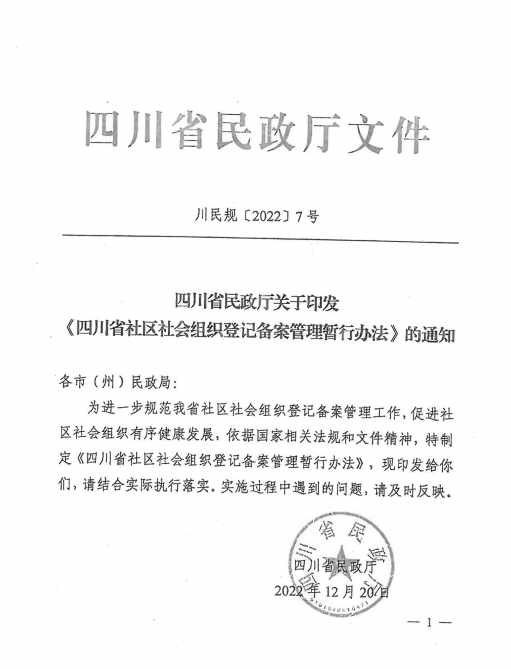 四川省民政厅文件
川民规〔2022〕7号
四川省民政厅关于印发
《四川省社区社会组织登记备案管理暂行办法》的通知
各市（州）民政局：
为进一步规范我省社区社会组织登记备案管理工作，促进社
区社会组织有序健康发展，依据国家相关法规和文件精神，特制
定《四川省社区社会组织登记备案管理暂行办法》，现印发给你
们，请结合实际执行落实。实施过程中遇到的问题，请及时反映。
四川省民政厅
四川省民政厅
2022年12月20日
— 1 —